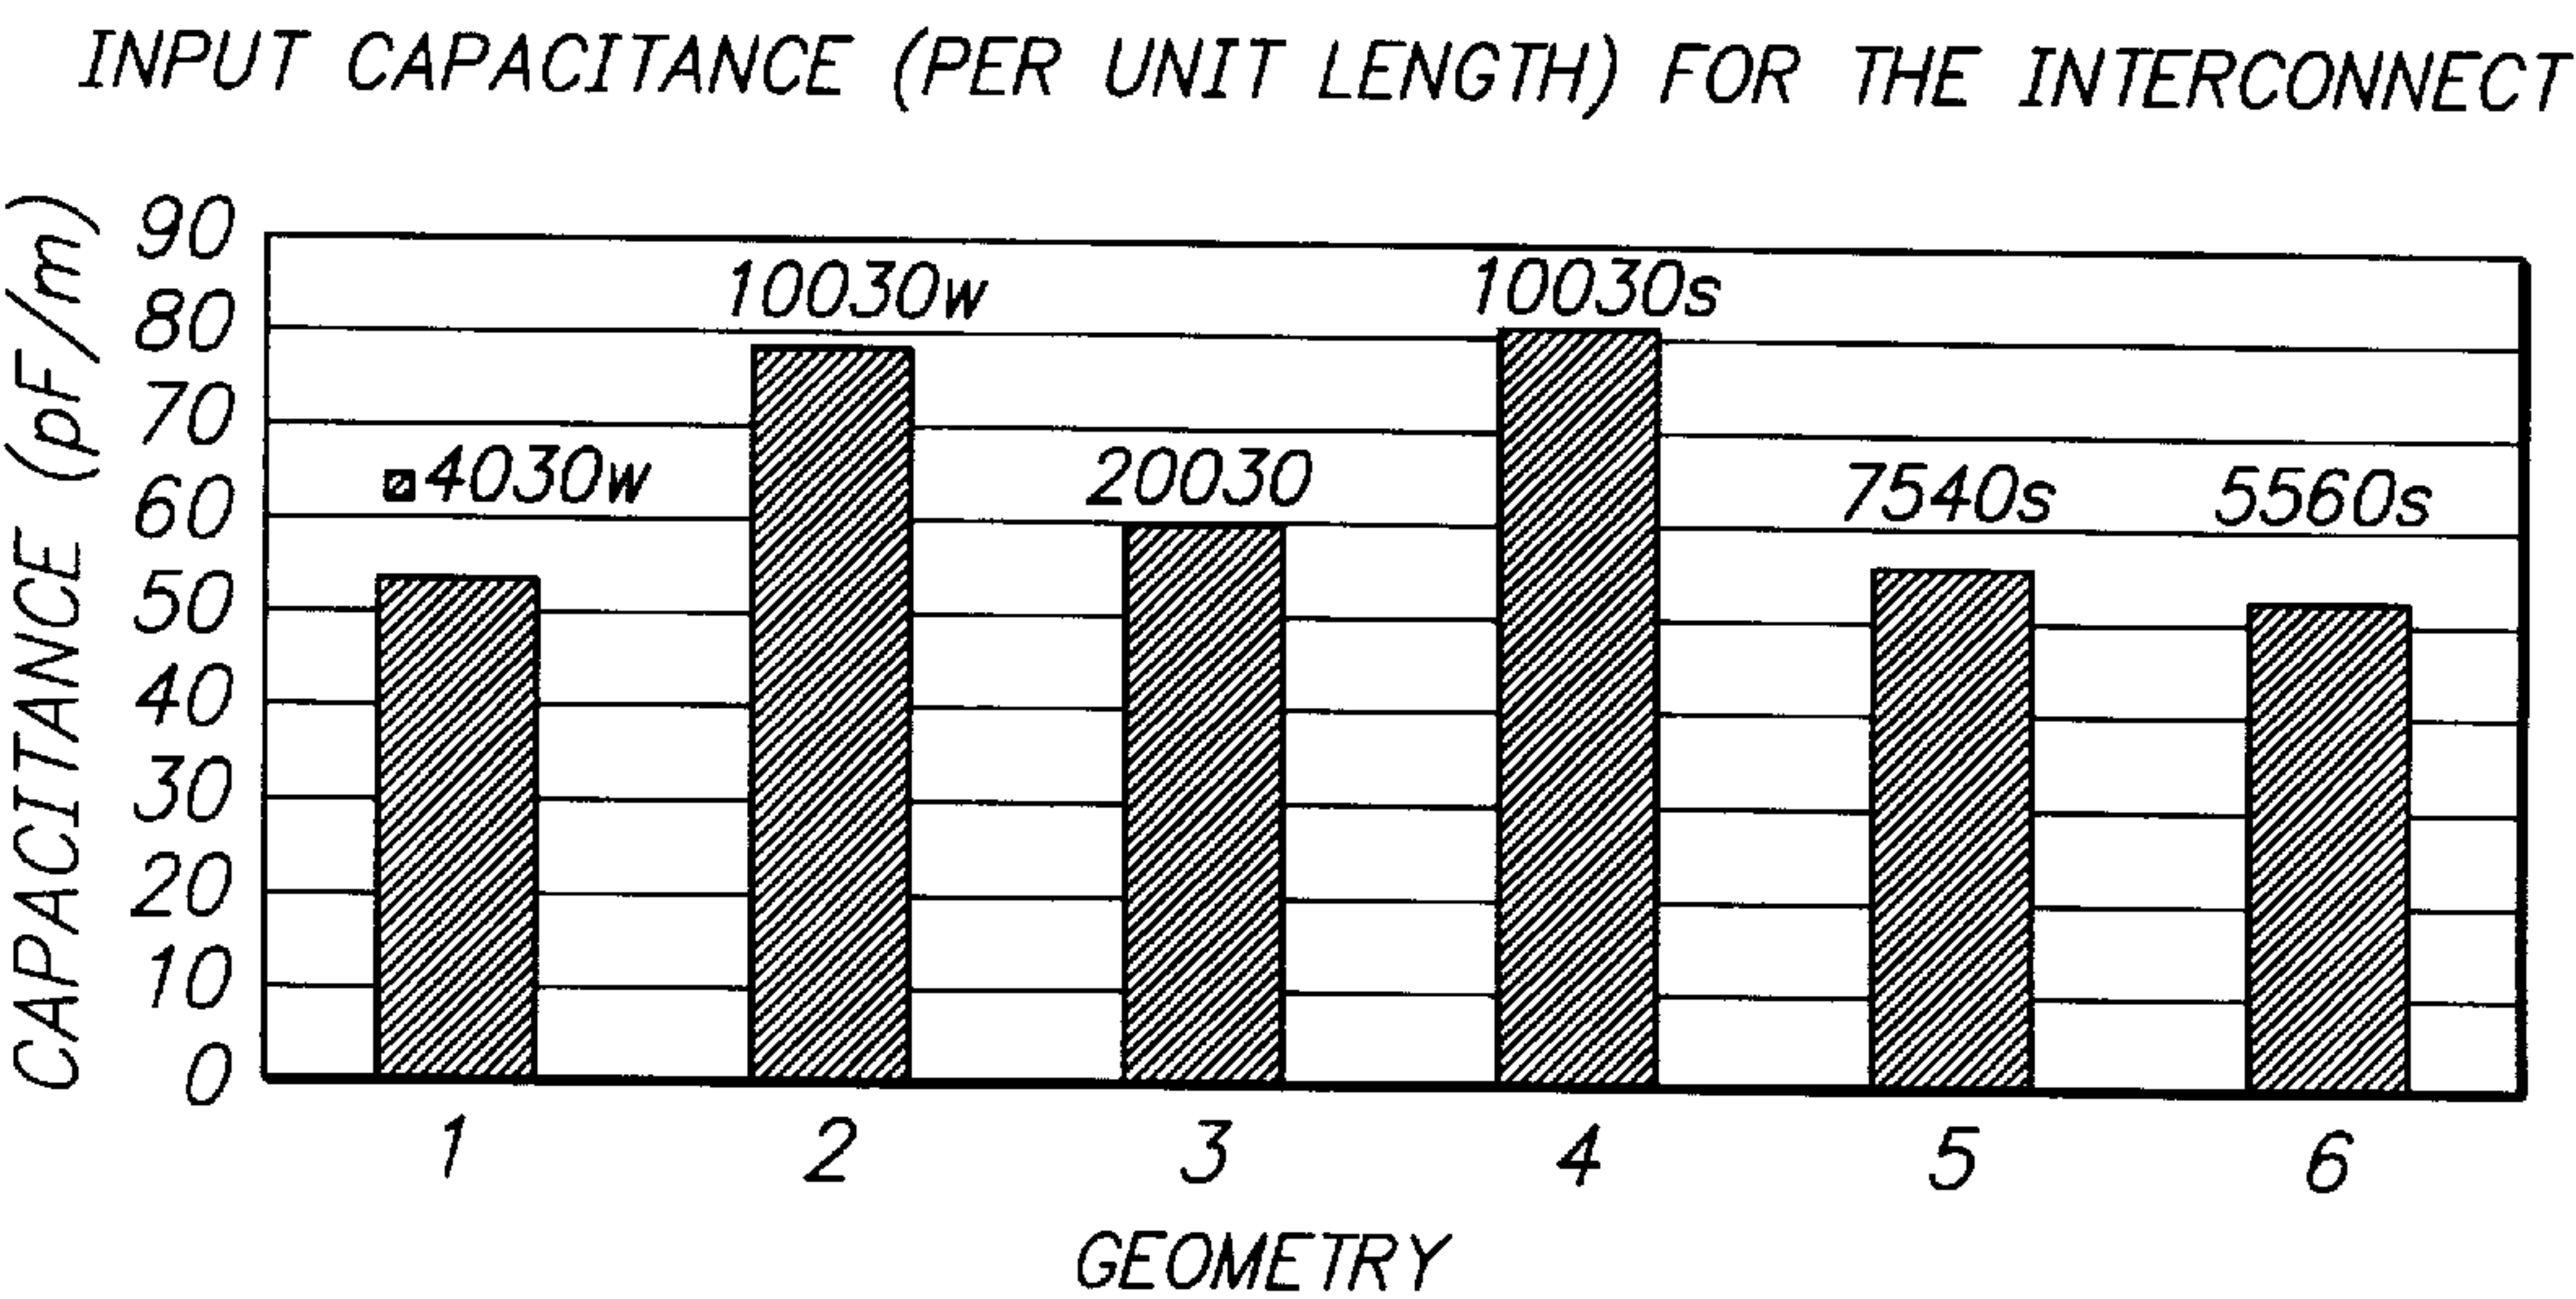 INPUT CAPACITANCE (PER UNIT LENGTH) FOR THE INTERCONNECT
CAPACITANCE (pF/m)
90
80
70
60
50
40
30
20
10
0
4030w
10030w
20030
10030s
7540s
5560s
1 2 3 4 5 6
GEOMETRY